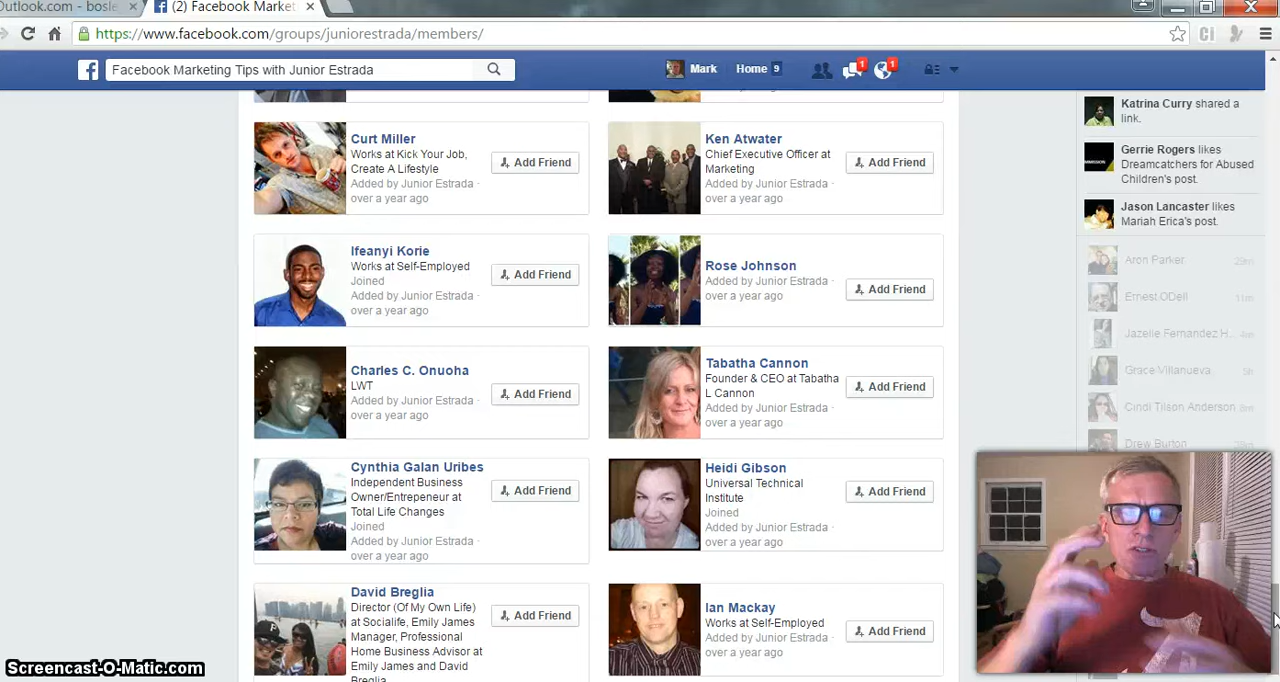 Outlook.com - bosle
(2) Facebook Market
https://www.facebook.com/groups/juniorestrada/members/
Facebook Marketing Tips with Junior Estrada
Mark
Home 9
1
1
Curt Miller
Works at Kick Your Job,
Create A Lifestyle
Added by Junior Estrada ·
over a year ago
Add Friend
Ken Atwater
Chief Executive Officer at
Marketing
Added by Junior Estrada ·
over a year ago
Add Friend
Ifeanyi Korie
Works at Self-Employed
Joined
Added by Junior Estrada ·
over a year ago
Add Friend
Rose Johnson
Added by Junior Estrada ·
over a year ago
Add Friend
Charles C. Onuoha
LWT
Added by Junior Estrada ·
over a year ago
Add Friend
Tabatha Cannon
Founder & CEO at Tabatha
L Cannon
Added by Junior Estrada ·
over a year ago
Add Friend
Cynthia Galan Uribes
Independent Business
Owner/Entrepeneur at
Total Life Changes
Joined
Added by Junior Estrada ·
over a year ago
Add Friend
Heidi Gibson
Universal Technical
Institute
Joined
Added by Junior Estrada ·
over a year ago
Add Friend
David Breglia
Director (Of My Own Life)
at Socialife, Emily James
Manager, Professional
Home Business Advisor at
Emily James and David
Breglia
Add Friend
Ian Mackay
Works at Self-Employed
Added by Junior Estrada ·
over a year ago
Add Friend
Katrina Curry shared a
link.
Gerrie Rogers likes
Dreamcatchers for Abused
Children's post.
Jason Lancaster likes
Mariah Erica's post.
Aron Parker
Ernest ODell 11m
Jazelle Fernandez H...
Grace Villanueva 5h
Cindi Tilson Anderson
Drew Burton
Screencast-O-Matic.com